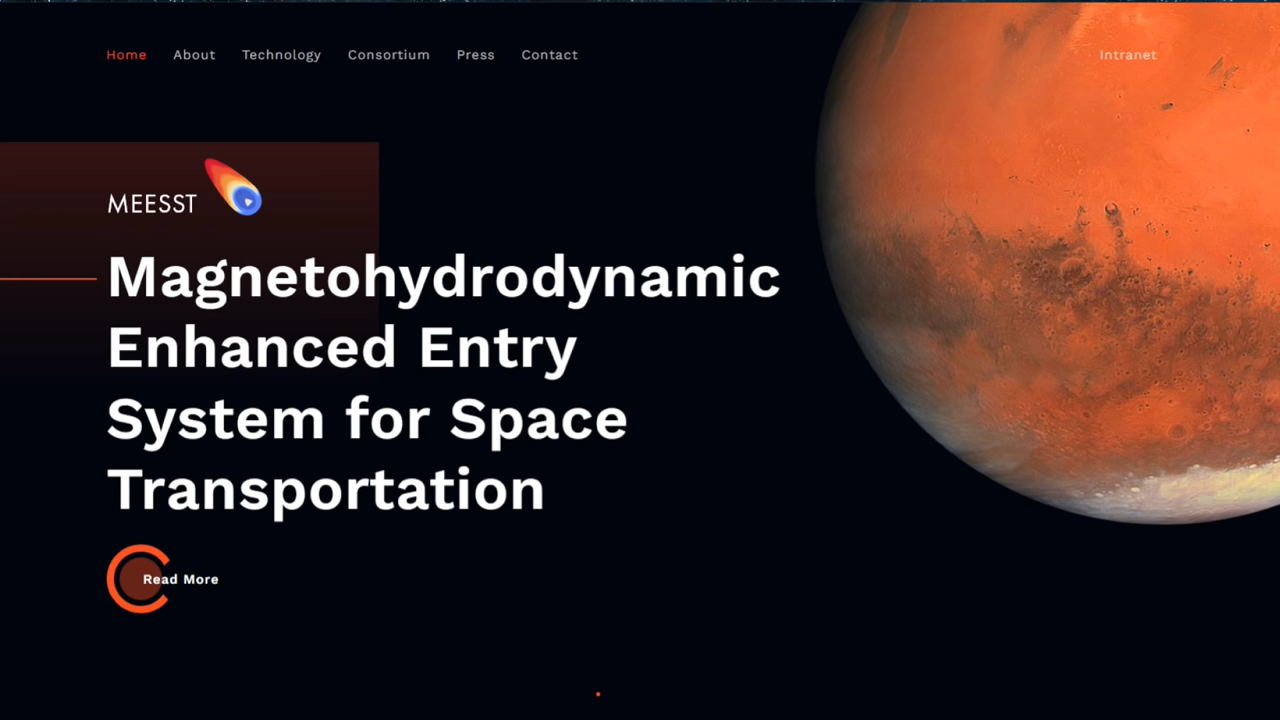 Home About Technology Consortium Press Contact Intranet
MEESST
Magnetohydrodynamic
Enhanced Entry
System for Space
Transportation
Read More